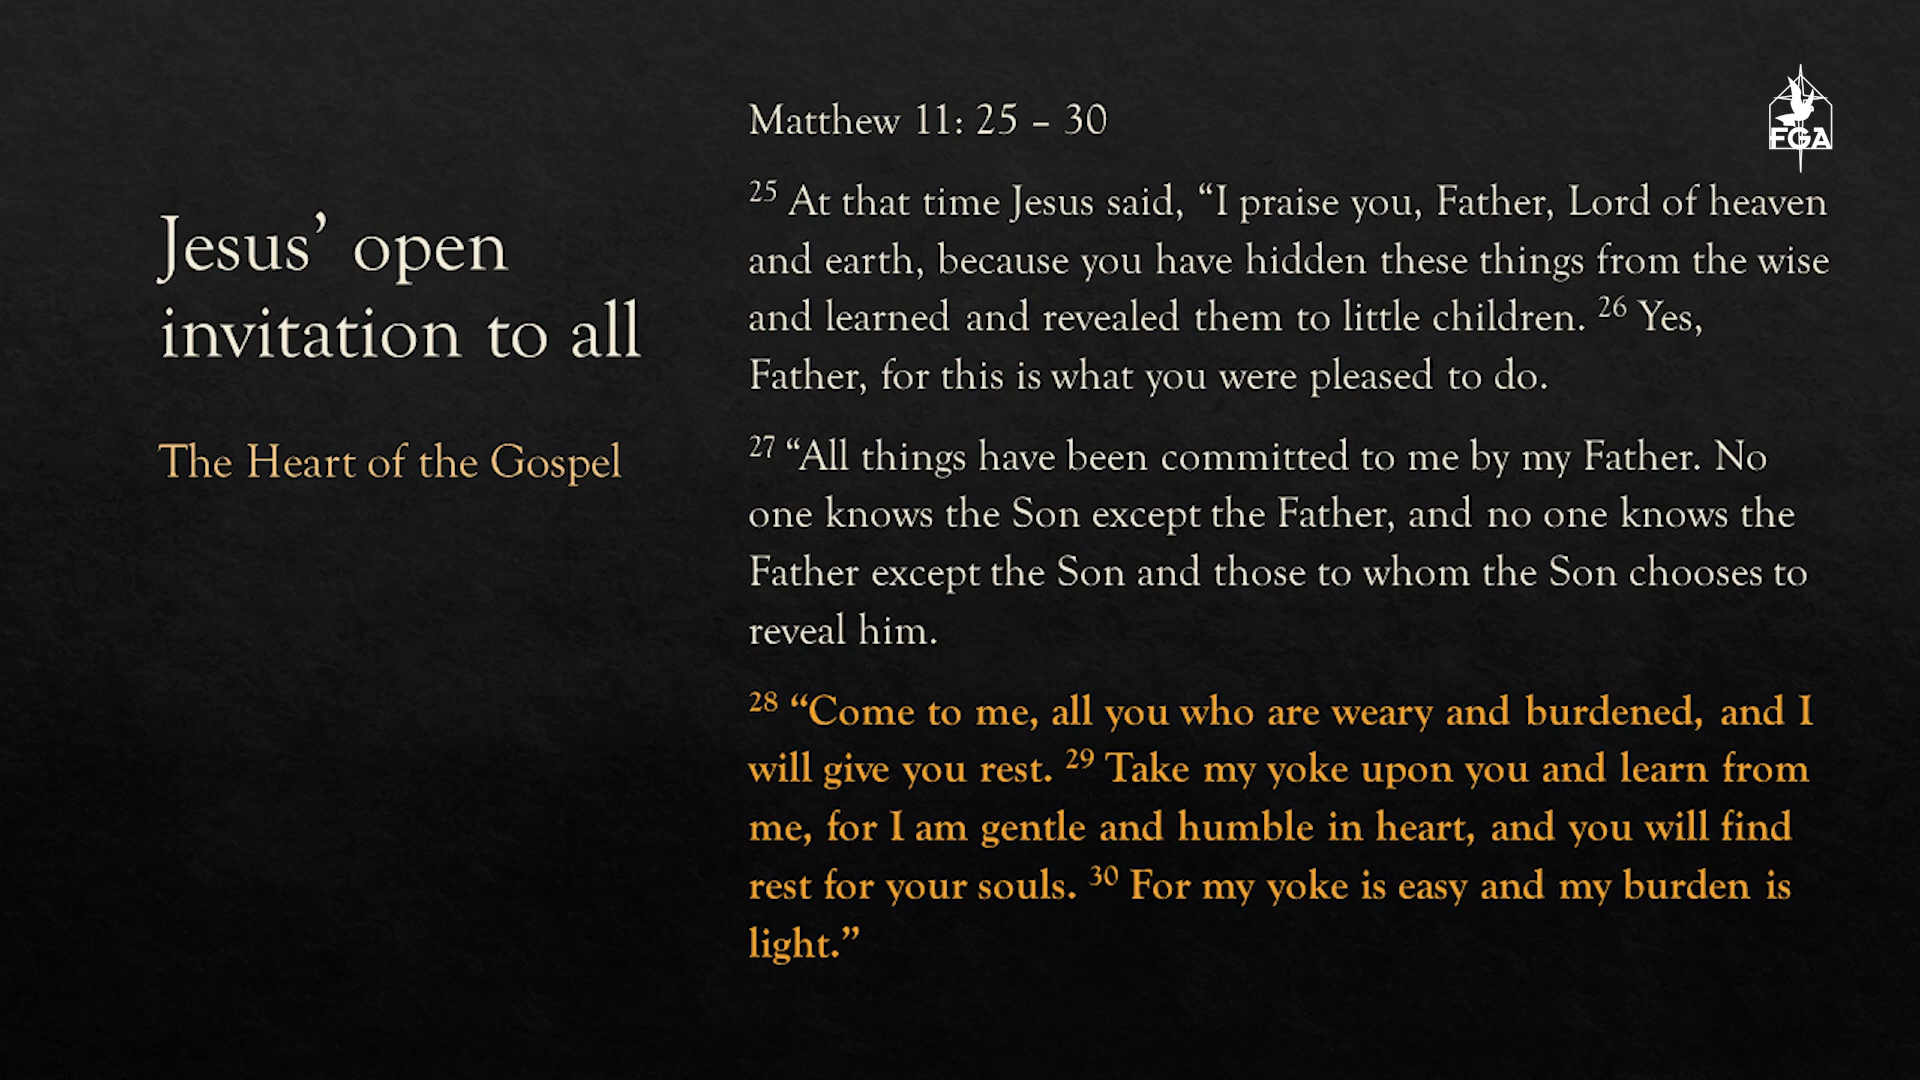 Jesus’ open
invitation to all
The Heart of the Gospel
Matthew 11: 25 – 30
25 At that time Jesus said, “I praise you, Father, Lord of heaven
and earth, because you have hidden these things from the wise
and learned and revealed them to little children. 26 Yes,
Father, for this is what you were pleased to do.
27 “All things have been committed to me by my Father. No
one knows the Son except the Father, and no one knows the
Father except the Son and those to whom the Son chooses to
reveal him.
28 “Come to me, all you who are weary and burdened, and I
will give you rest. 29 Take my yoke upon you and learn from
me, for I am gentle and humble in heart, and you will find
rest for your souls. 30 For my yoke is easy and my burden is
light.”
FGA